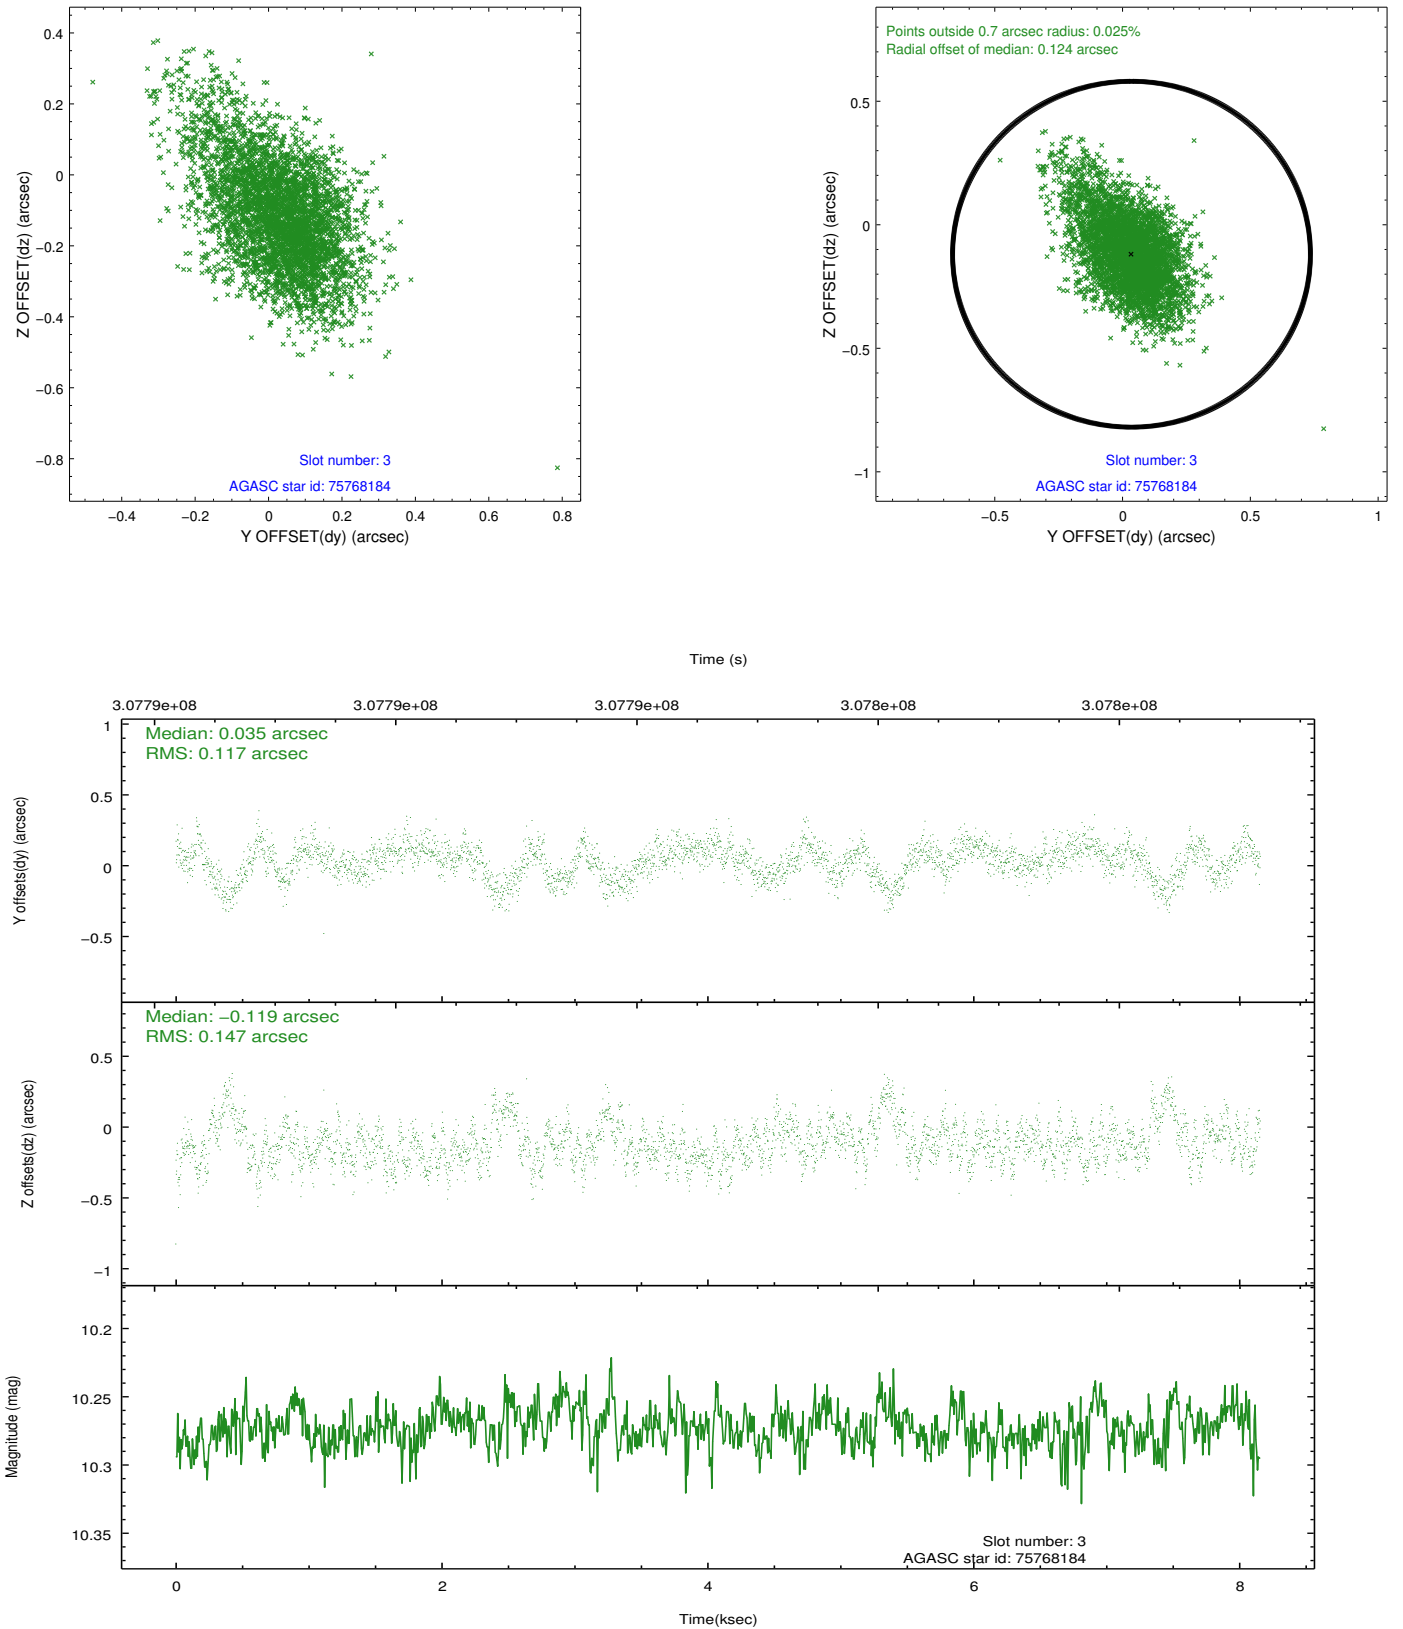 0.4
0.2
0
−0.2
−0.4
−0.6
−0.8
Z OFFSET(dz) (arcsec)
Slot number: 3
AGASC star id: 75768184
−0.4 −0.2 0 0.2 0.4 0.6 0.8
Y OFFSET(dy) (arcsec)
Points outside 0.7 arcsec radius: 0.025%
Radial offset of median: 0.124 arcsec
0.5
0
−0.5
−1
Z OFFSET(dz) (arcsec)
Slot number: 3
AGASC star id: 75768184
−0.5 0 0.5 1
Y OFFSET(dy) (arcsec)
Time (s)
3.0779e+08 3.0779e+08 3.0779e+08 3.078e+08 3.078e+08
Median: 0.035 arcsec
RMS: 0.117 arcsec
1
0.5
0
−0.5
Y offsets(dy) (arcsec)
Median: −0.119 arcsec
RMS: 0.147 arcsec
0.5
0
−0.5
−1
Z offsets(dz) (arcsec)
10.2
10.25
10.3
10.35
Magnitude (mag)
Slot number: 3
AGASC star id: 75768184
0 2 4 6 8
Time(ksec)